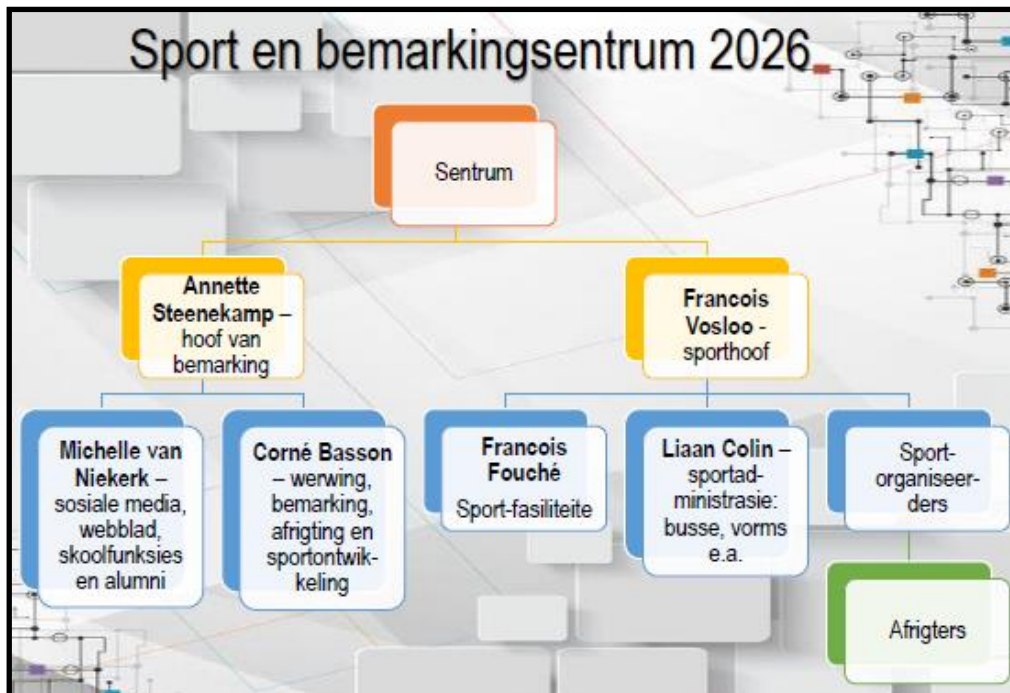 Sport en bemarkingsentrum 2026
Sentrum
Annette
Steenekamp –
hoof van
bemarking
Francois
Vosloo -
sporthoof
Michelle van
Niekerk –
sosiale media,
webblad,
skoolfunksies
en alumni
Corné Basson
– werwing,
bemarking,
afrigting en
sportontwik-
keling
Francois
Fouché
Sport-fasiliteite
Liaan Colin –
sportad-
ministrasie:
busse, vorms
e.a.
Sport-
organiseer-
ders
Afrigters